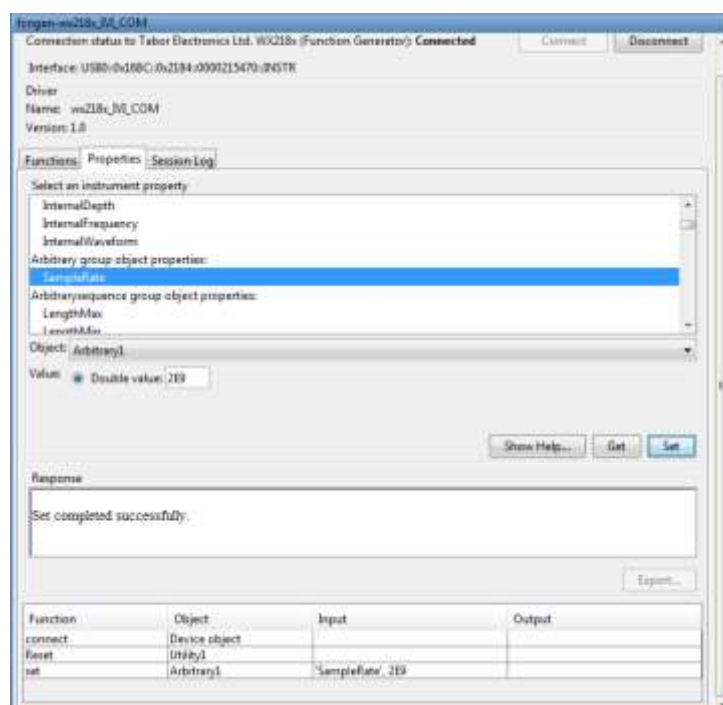 fengen-wx218x_IVI_COM
Connection status to Tabor Electronics Ltd. WX218x (Function Generator): Connected
Connect
Disconnect
Interface: USB0::0x168C::0x2184::0000215470::INSTR
Driver
Name: wx218x_IVI_COM
Version: 1.0
Functions Properties Session Log
Select an instrument property
InternalDepth
InternalFrequency
InternalWaveform
Arbitrary group object properties:
SampleRate
Arbitrarysequence group object properties:
LengthMax
LengthMin
Object: Arbitrary1
Value: Double value: 2E9
Show Help... Get Set
Response
Set completed successfully.
Export...
Function Object Input Output
connect Device object
Reset Utility1
set Arbitrary1 'SampleRate', 2E9